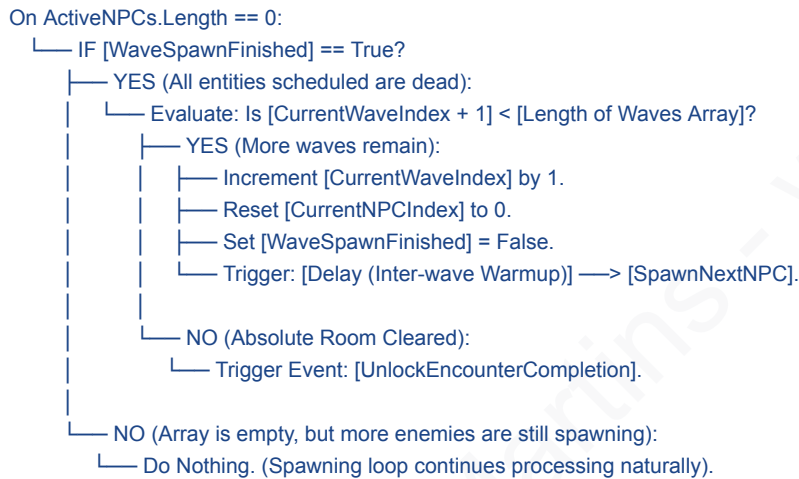 On ActiveNPCs.Length == 0:
└── IF [WaveSpawnFinished] == True?
├── YES (All entities scheduled are dead):
│ └── Evaluate: Is [CurrentWaveIndex + 1] < [Length of Waves Array]?
│ ├── YES (More waves remain):
│ │ ├── Increment [CurrentWaveIndex] by 1.
│ │ ├── Reset [CurrentNPCIndex] to 0.
│ │ ├── Set [WaveSpawnFinished] = False.
│ │ └── Trigger: [Delay (Inter-wave Warmup)] ──> [SpawnNextNPC].
│ │
│ └── NO (Absolute Room Cleared):
│ └── Trigger Event: [UnlockEncounterCompletion].
│
└── NO (Array is empty, but more enemies are still spawning):
└── Do Nothing. (Spawning loop continues processing naturally).